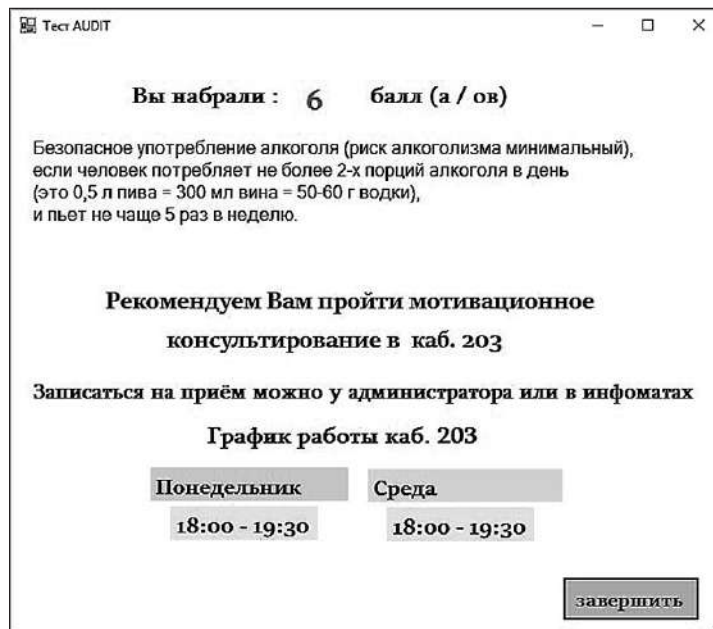 Тест AUDIT
Вы набрали : 6 балл (а / ов)
Безопасное употребление алкоголя (риск алкоголизма минимальный),
если человек потребляет не более 2-х порций алкоголя в день
(это 0,5 л пива = 300 мл вина = 50-60 г водки),
и пьет не чаще 5 раз в неделю.
Рекомендуем Вам пройти мотивационное
консультирование в каб. 203
Записаться на приём можно у администратора или в инфоматах
График работы каб. 203
Понедельник Среда
18:00 - 19:30 18:00 - 19:30
завершить